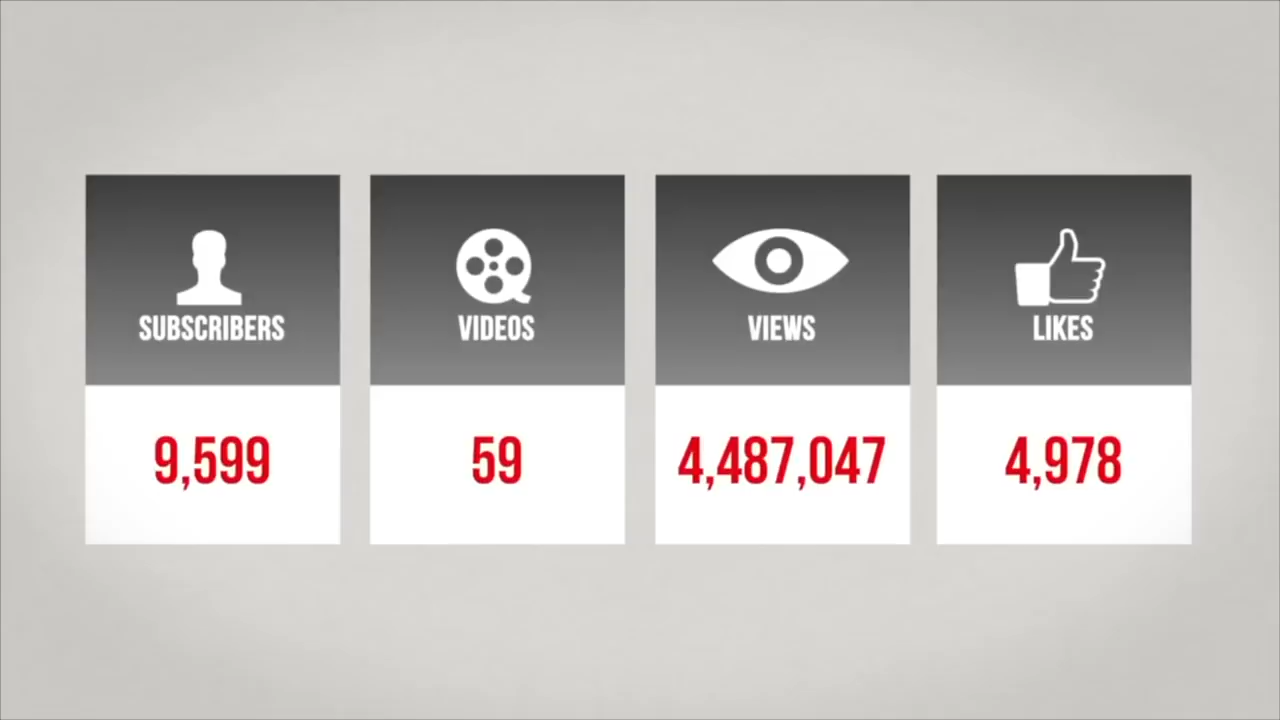 SUBSCRIBERS
9,599
VIDEOS
59
VIEWS
4,487,047
LIKES
4,978